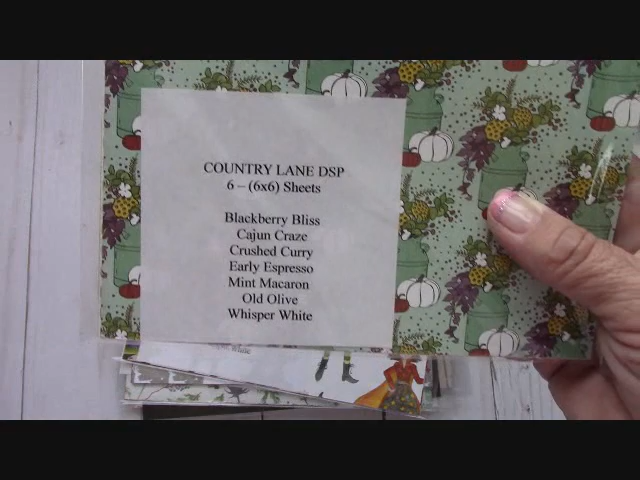 COUNTRY LANE DSP
6 – (6x6) Sheets
Blackberry Bliss
Cajun Craze
Crushed Curry
Early Espresso
Mint Macaron
Old Olive
Whisper White
White